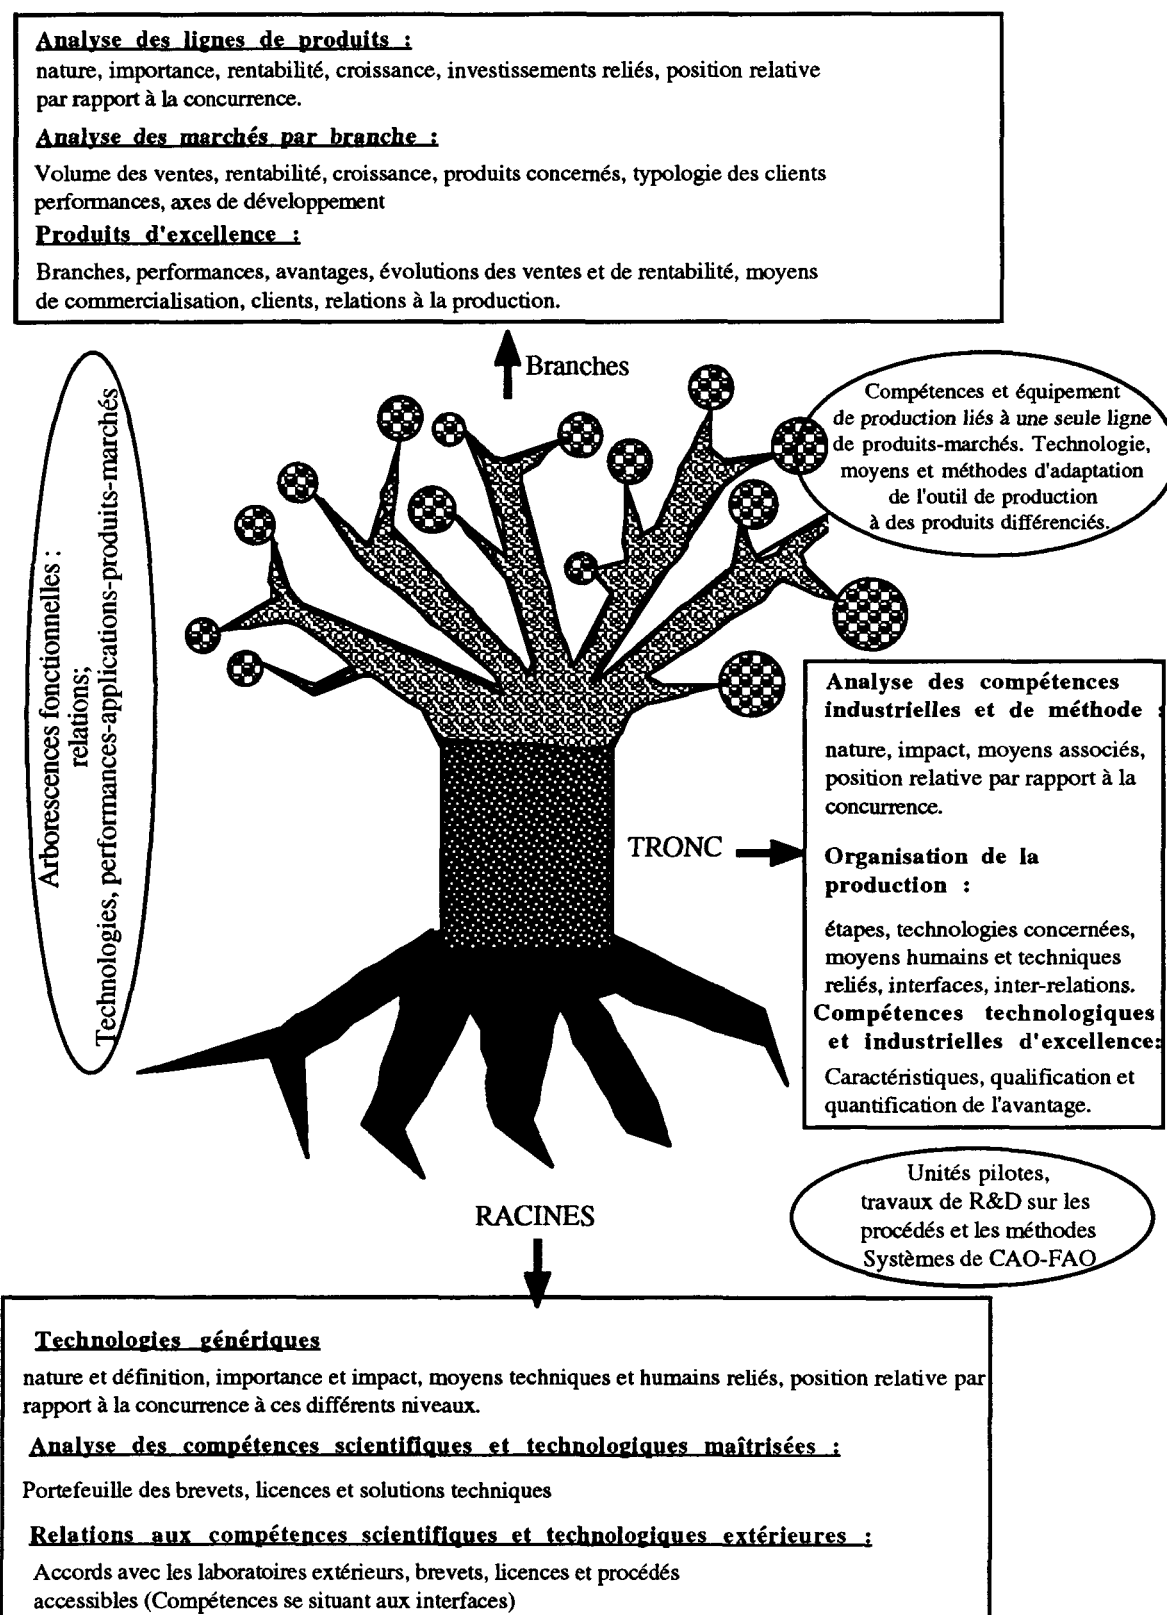 Analyse des lignes de produits :
nature, importance, rentabilité, croissance, investissements reliés, position relative
par rapport à la concurrence.
Analyse des marchés par branche :
Volume des ventes, rentabilité, croissance, produits concernés, typologie des clients
performances, axes de développement
Produits d'excellence :
Branches, performances, avantages, évolutions des ventes et de rentabilité, moyens
de commercialisation, clients, relations à la production.
Branches
Compétences et équipement
de production liés à une seule ligne
de produits-marchés. Technologie,
moyens et méthodes d'adaptation
de l'outil de production
à des produits différenciés.
Arborescences fonctionnelles :
relations;
Technologies, performances-applications-produits-marchés
Analyse des compétences
industrielles et de méthode :
nature, impact, moyens associés,
position relative par rapport à la
concurrence.
TRONC
Organisation de la
production :
étapes, technologies concernées,
moyens humains et techniques
reliés, interfaces, inter-relations.
Compétences technologiques
et industrielles d'excellence:
Caractéristiques, qualification et
quantification de l'avantage.
Unités pilotes,
travaux de R&D sur les
procédés et les méthodes
Systèmes de CAO-FAO
RACINES
Technologies génériques
nature et définition, importance et impact, moyens techniques et humains reliés, position relative par
rapport à la concurrence à ces différents niveaux.
Analyse des compétences scientifiques et technologiques maîtrisées :
Portefeuille des brevets, licences et solutions techniques
Relations aux compétences scientifiques et technologiques extérieures :
Accords avec les laboratoires extérieurs, brevets, licences et procédés
accessibles (Compétences se situant aux interfaces)